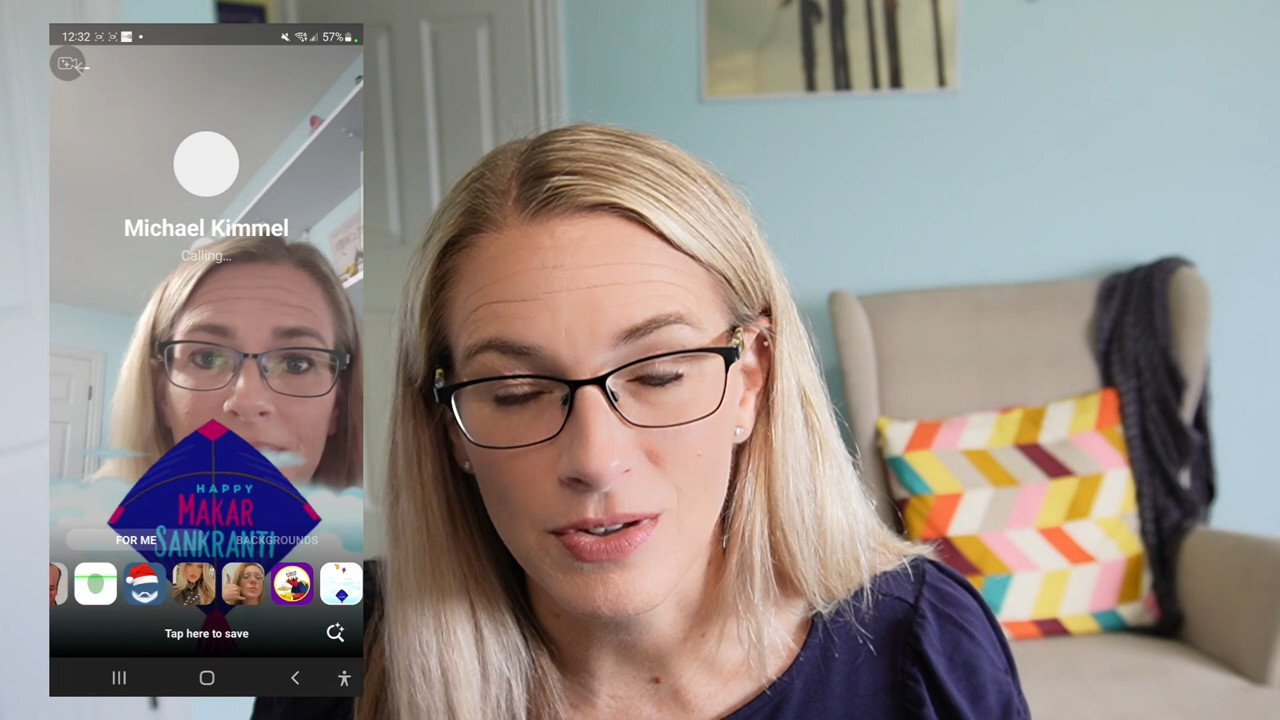 12:32
57%
Michael Kimmel
Calling...
HAPPY
MAKAR
SANKRANTI
FOR ME
BACKGROUNDS
Tap here to save